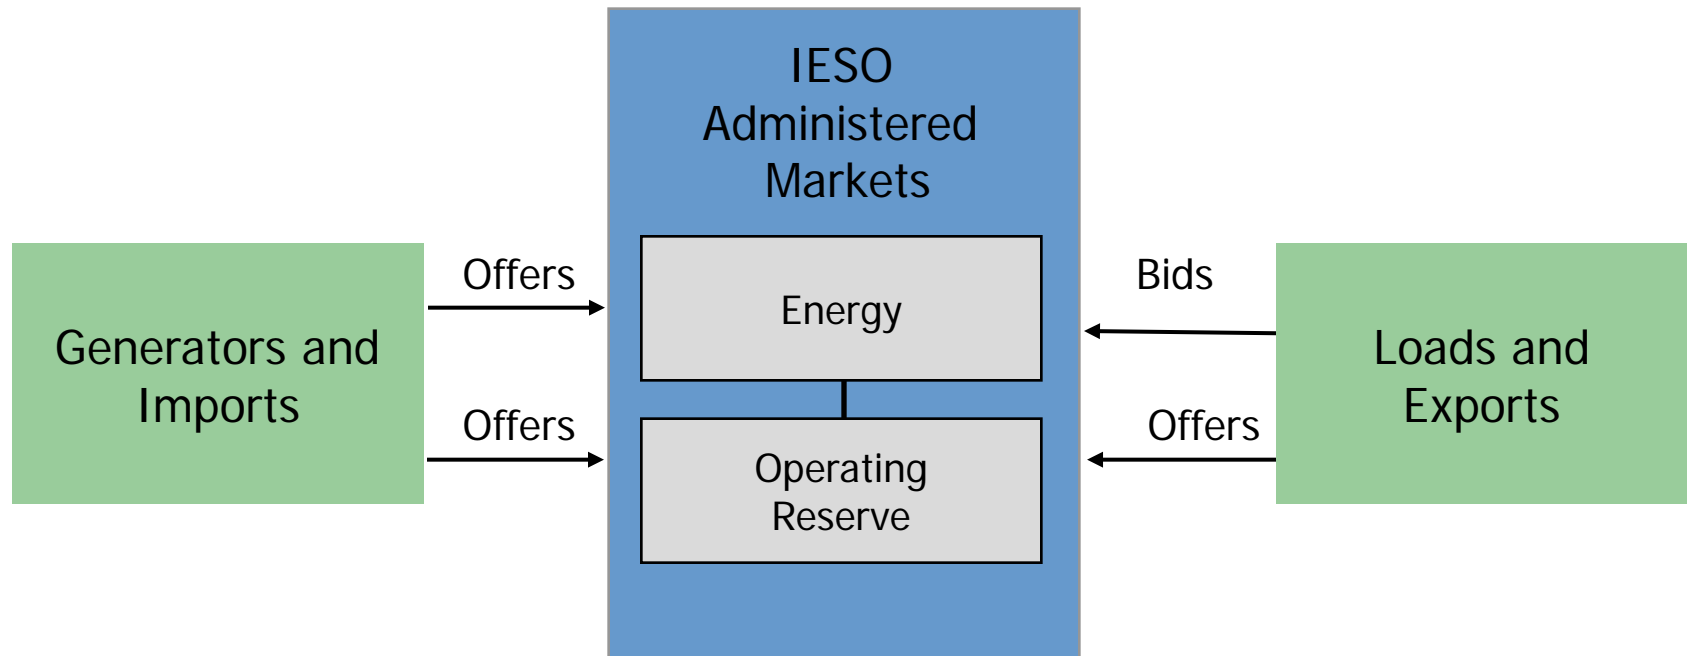 IESO
Administered
Markets
Generators and
Imports
Offers
Offers
Energy
Operating
Reserve
Bids
Offers
Loads and
Exports